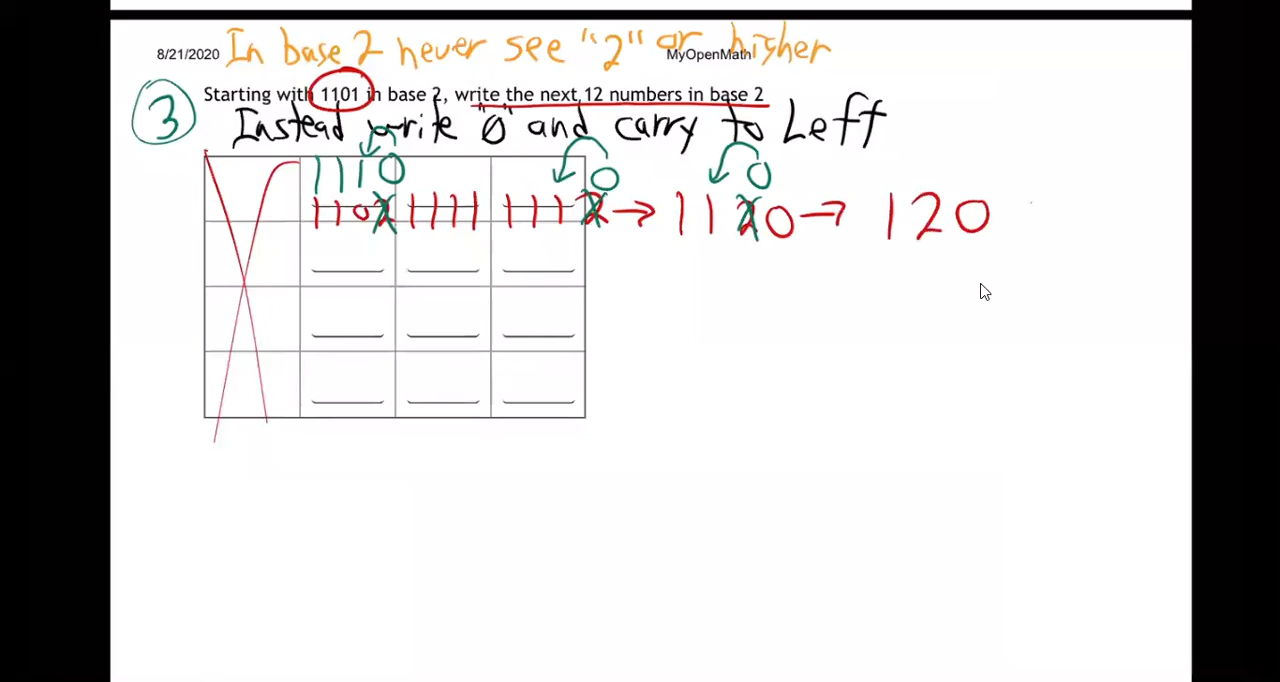 In base 2 never see "2" or higher
8/21/2020 MyOpenMath
3 Starting with 1101 in base 2, write the next 12 numbers in base 2
Instead write "0" and carry to Left
1110 0 0
1102 1111 1112 → 1120 → 120